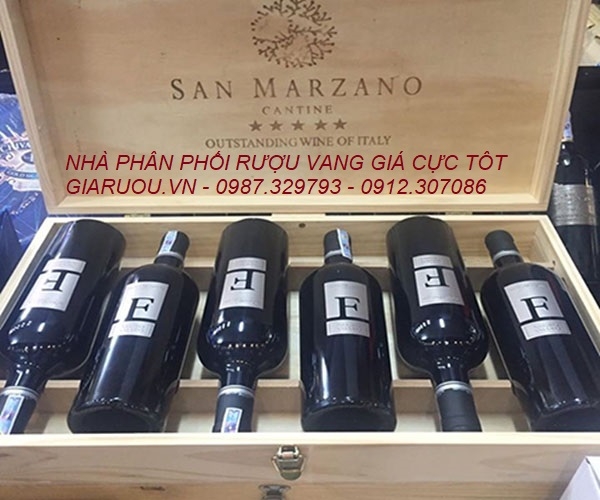 SAN MARZANO
CANTINE
OUTSTANDING WINE OF ITALY
NHÀ PHÂN PHỐI RƯỢU VANG GIÁ CỰC TÔT
GIARUOU.VN - 0987.329793 - 0912.307086
F
F
F
F
F
F